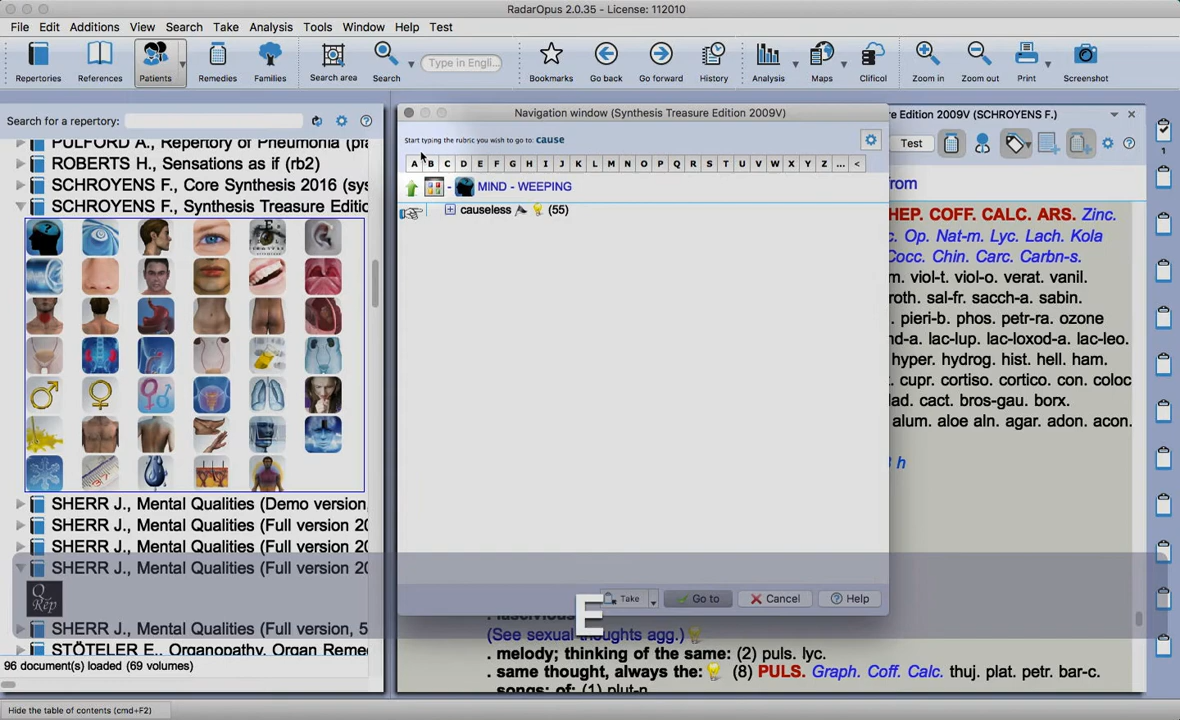 RadarOpus 2.0.35 - License: 112010
File Edit Additions View Search Take Analysis Tools Window Help Test
Repertories References Patients Remedies Families Search area Search Type in Engli... Bookmarks Go back Go forward History Analysis Maps Clificol Zoom in Zoom out Print Screenshot
Search for a repertory:
ROBERTS H., Sensations as if (rb2)
SCHROYENS F., Core Synthesis 2016 (sys
SCHROYENS F., Synthesis Treasure Editic
SHERR J., Mental Qualities (Demo version,
SHERR J., Mental Qualities (Full version 20
SHERR J., Mental Qualities (Full version 20
SHERR J., Mental Qualities (Full version 20
Q
Rep
SHERR J., Mental Qualities (Full version, 5
STÖTELER E., Organopathy, Organ Reme
96 document(s) loaded (69 volumes)
Hide the table of contents (cmd+F2)
Navigation window (Synthesis Treasure Edition 2009V)
Start typing the rubric you wish to go to: cause
A B C D E F G H I J K L M N O P Q R S T U V W X Y Z ... <
- MIND - WEEPING
causeless (55)
Take Go to Cancel Help
E
e Edition 2009V (SCHROYENS F.)
Test
1
from
HEP. COFF. CALC. ARS. Zinc.
Op. Nat-m. Lyc. Lach. Kola
Cocc. Chin. Carc. Carbn-s.
m. viol-t. viol-o. verat. vanil.
roth. sal-fr. sacch-a. sabin.
. pieri-b. phos. petr-ra. ozone
nd-a. lac-lup. lac-loxod-a. lac-leo.
hyper. hydrog. hist. hell. ham.
. cupr. cortiso. cortico. con. coloc
lad. cact. bros-gau. borx.
alum. aloe aln. agar. adon. acon.
h
(See sexual thoughts agg.)
. melody; thinking of the same: (2) puls. lyc.
. same thought, always the: (8) PULS. Graph. Coff. Calc. thuj. plat. petr. bar-c.
songs; of: (1) plut-n